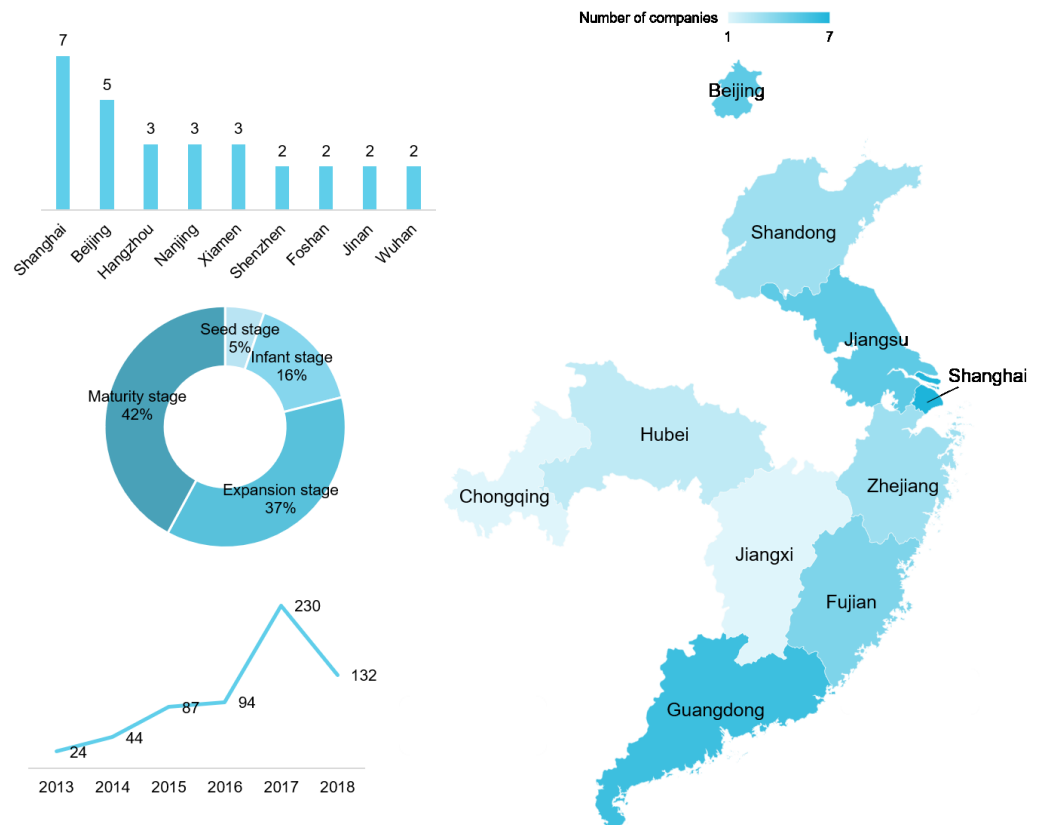 7
5
3
3
3
2
2
2
2
Shanghai
Beijing
Hangzhou
Nanjing
Xiamen
Shenzhen
Foshan
Jinan
Wuhan
Seed stage
5%
Infant stage
16%
Maturity stage
42%
Expansion stage
37%
230
132
94
87
44
24
2013 2014 2015 2016 2017 2018
Number of companies
1 7
Beijing
Shandong
Jiangsu
Shanghai
Hubei
Zhejiang
Chongqing
Jiangxi
Fujian
Guangdong